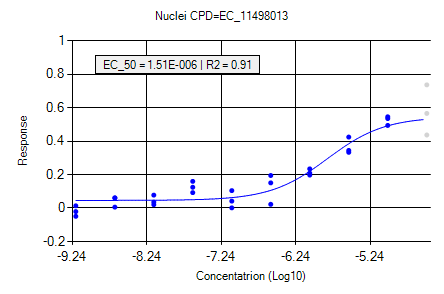 Nuclei CPD=EC_11498013
EC_50 = 1.51E-006 | R2 = 0.91
1
0.8
0.6
0.4
0.2
0
-0.2
Response
-9.24 -8.24 -7.24 -6.24 -5.24
Concentatrion (Log10)